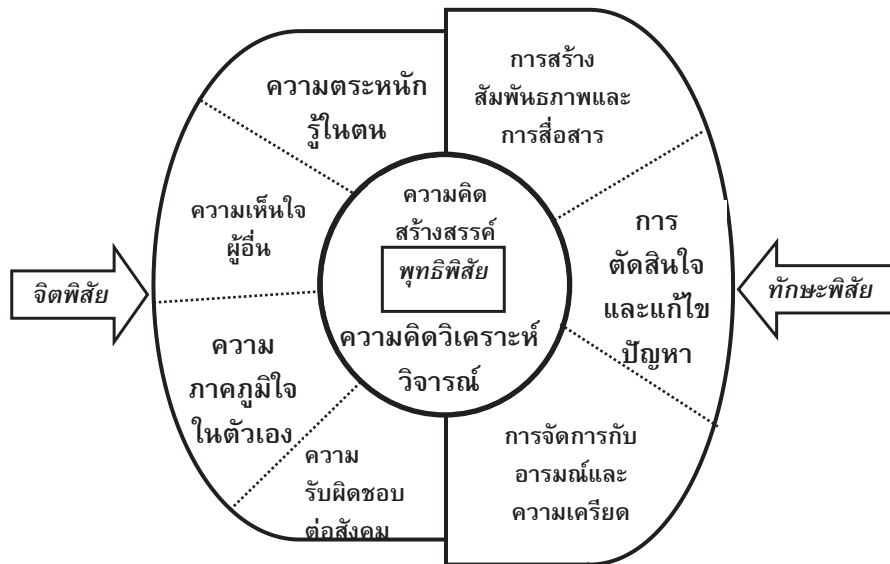 ความตระหนัก
รู้ในตน
การสร้าง
สัมพันธภาพและ
การสื่อสาร
ความเห็นใจ
ผู้อื่น
ความคิด
สร้างสรรค์
พุทธิพิสัย
ความคิดวิเคราะห์
วิจารณ์
การ
ตัดสินใจ
และแก้ไข
ปัญหา
จิตพิสัย
ทักษะพิสัย
ความ
ภาคภูมิใจ
ในตัวเอง
ความ
รับผิดชอบ
ต่อสังคม
การจัดการกับ
อารมณ์และ
ความเครียด